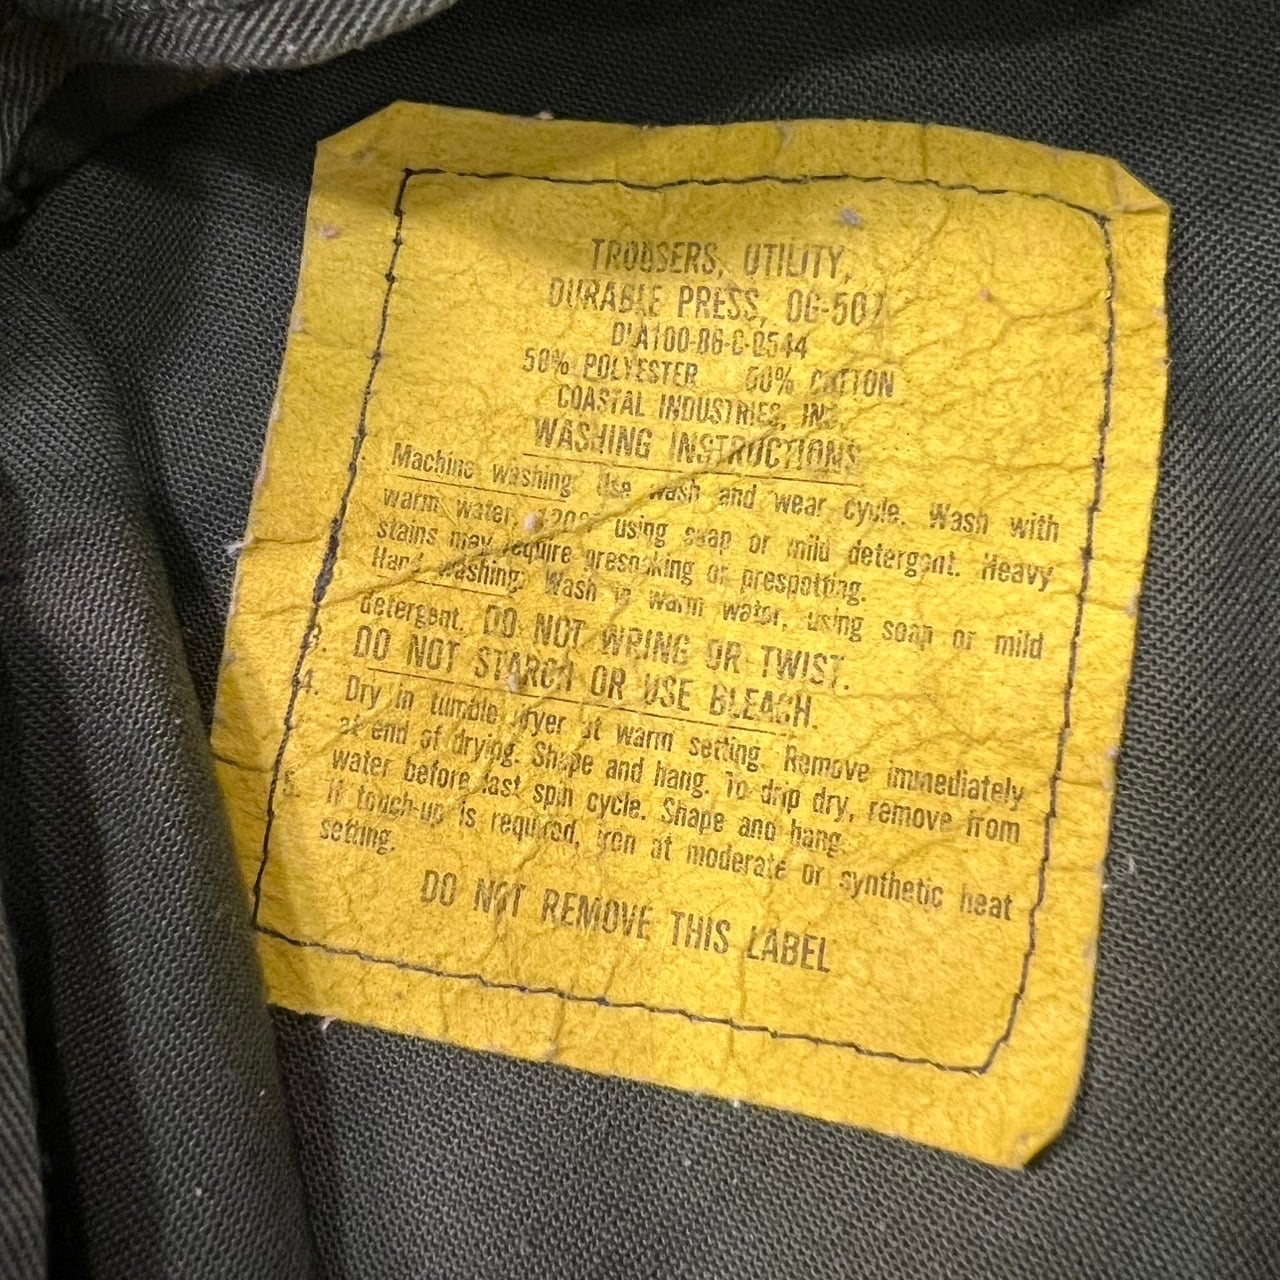 TROUSERS, UTILITY,
DURABLE PRESS, OG-507
DLA100-86-C-0544
50% POLYESTER 50% COTTON
COASTAL INDUSTRIES, INC.
WASHING INSTRUCTIONS
Machine washing: Use wash and wear cycle. Wash with
warm water, 120°F using soap or mild detergent. Heavy
stains may require presoaking or prespotting.
Hand washing: Wash in warm water, using soap or mild
detergent. DO NOT WRING OR TWIST.
3. DO NOT STARCH OR USE BLEACH.
4. Dry in tumble dryer at warm setting. Remove immediately
at end of drying. Shape and hang. To drip dry, remove from
water before last spin cycle. Shape and hang.
5. If touch-up is required, iron at moderate or synthetic heat
setting.
DO NOT REMOVE THIS LABEL